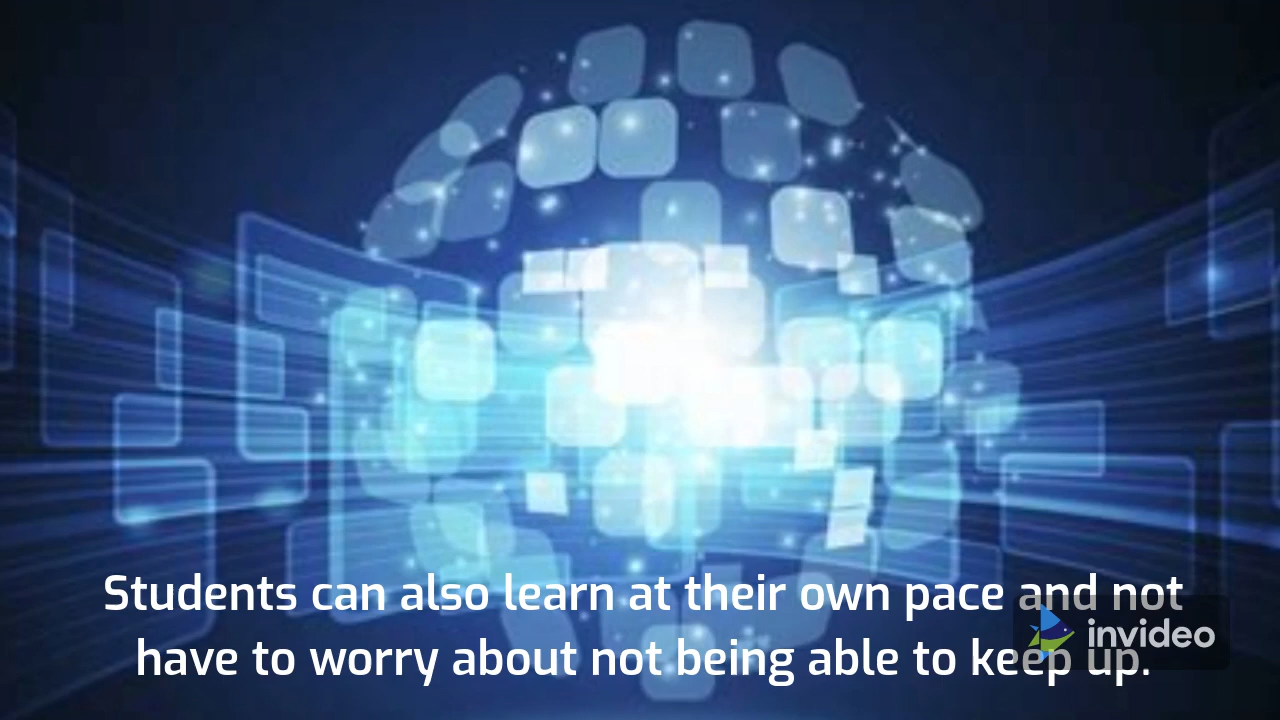 Students can also learn at their own pace and not
have to worry about not being able to keep up.
invideo